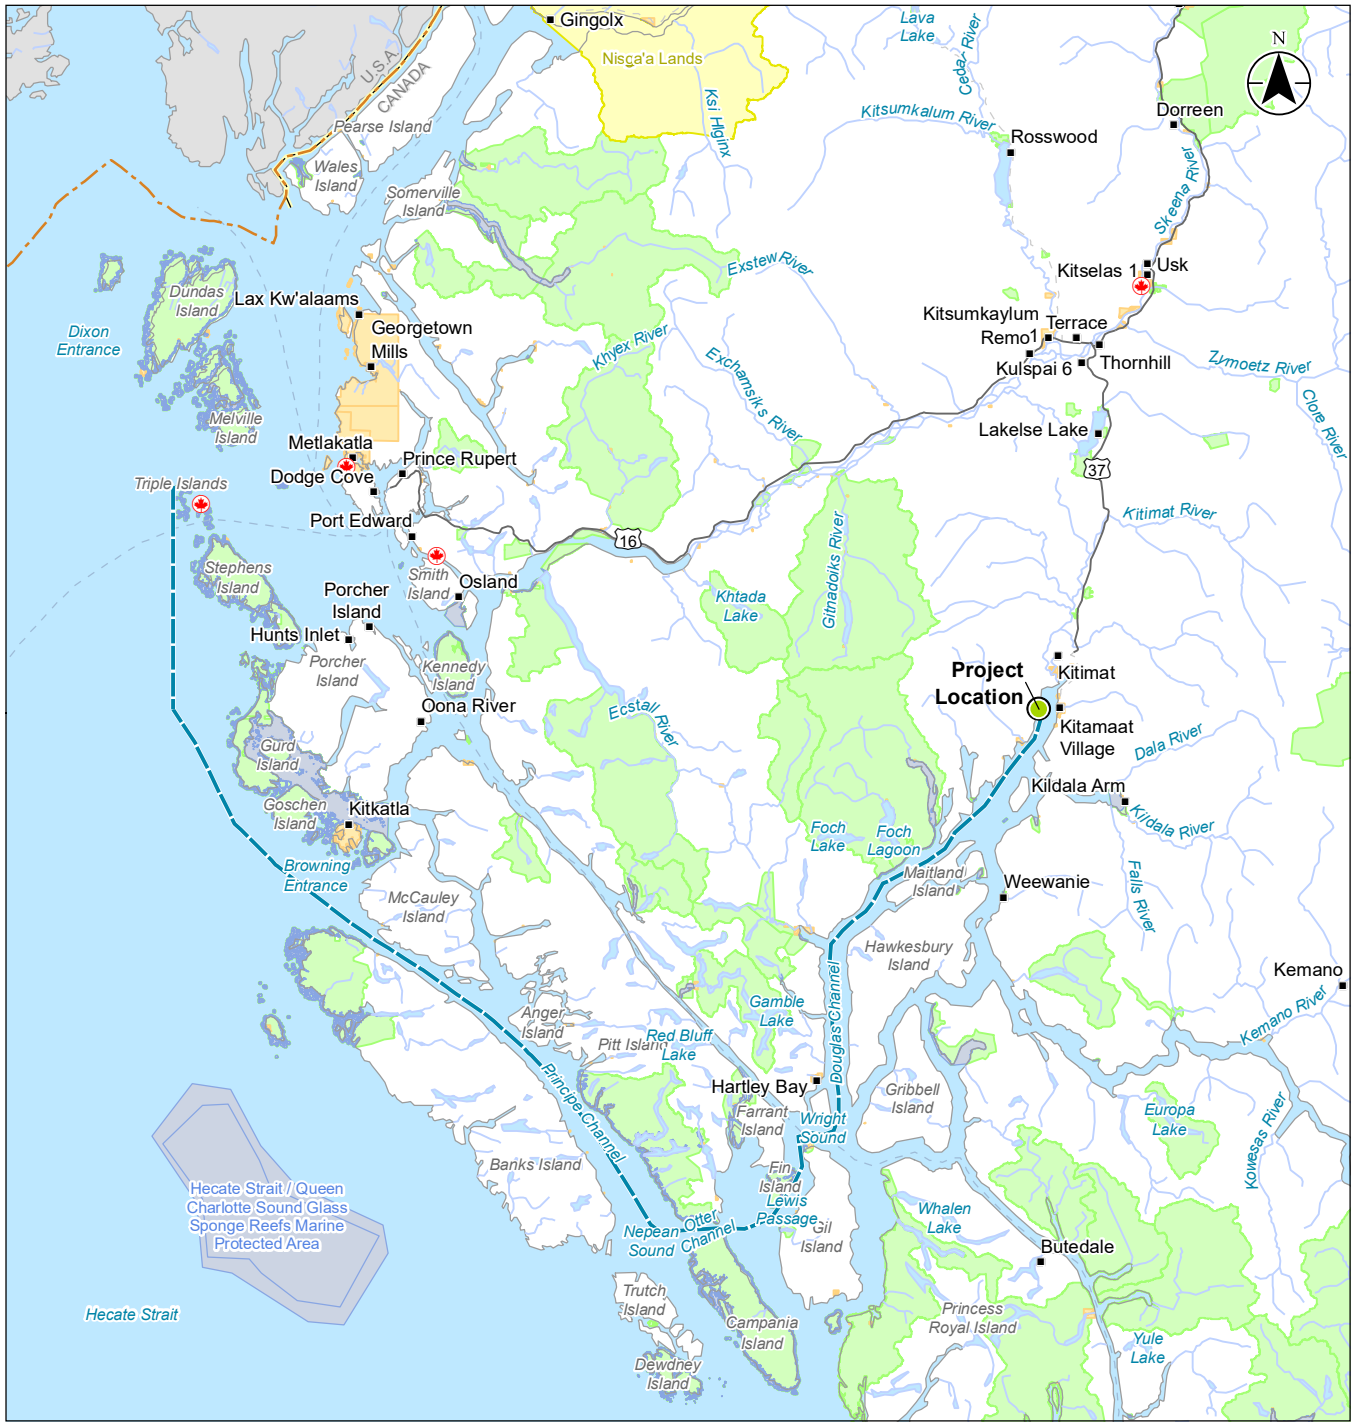 Gingolx
Nisga'a Lands
Lava
Lake
Cedar River
N
U.S.A.
CANADA
Ksi Hlginx
Kitsumkalum River
Dorreen
Pearse Island
Rosswood
Wales
Island
Somerville
Island
Skeena River
Exstew River
Kitselas 1
Usk
Dundas
Island
Lax Kw'alaams
Georgetown
Mills
Kitsumkaylum
1
Terrace
Remo
Dixon
Entrance
Khyex River
Exchamsiks River
Kulspai 6
Thornhill
Zymoetz River
Clore River
Melville
Island
Lakelse Lake
Metlakatla
Prince Rupert
Dodge Cove
37
Triple Islands
Port Edward
Kitimat River
16
Gitnadoiks River
Stephens
Island
Smith
Island
Osland
Porcher
Island
Khtada
Lake
Hunts Inlet
Porcher
Island
Kennedy
Island
Project
Location
Kitimat
Oona River
Ecstall River
Kitamaat
Village
Dala River
Gurd
Island
Kildala Arm
Goschen
Island
Kitkatla
Kildala River
Foch
Lake
Foch
Lagoon
Browning
Entrance
Maitland
Island
Weewanie
Falls River
McCauley
Island
Hawkesbury
Island
Kemano
Gamble
Lake
Douglas Channel
Anger
Island
Pitt Island
Red Bluff
Lake
Kemano River
Principe Channel
Hartley Bay
Gribbell
Island
Farrant
Island
Wright
Sound
Europa
Lake
Kowesas River
Banks Island
Fin
Island
Hecate Strait / Queen
Charlotte Sound Glass
Sponge Reefs Marine
Protected Area
Lewis
Passage
Whalen
Lake
Nepean
Sound
Otter
Channel
Gil
Island
Butedale
Hecate Strait
Trutch
Island
Campania
Island
Princess
Royal Island
Yule
Lake
Dewdney
Island